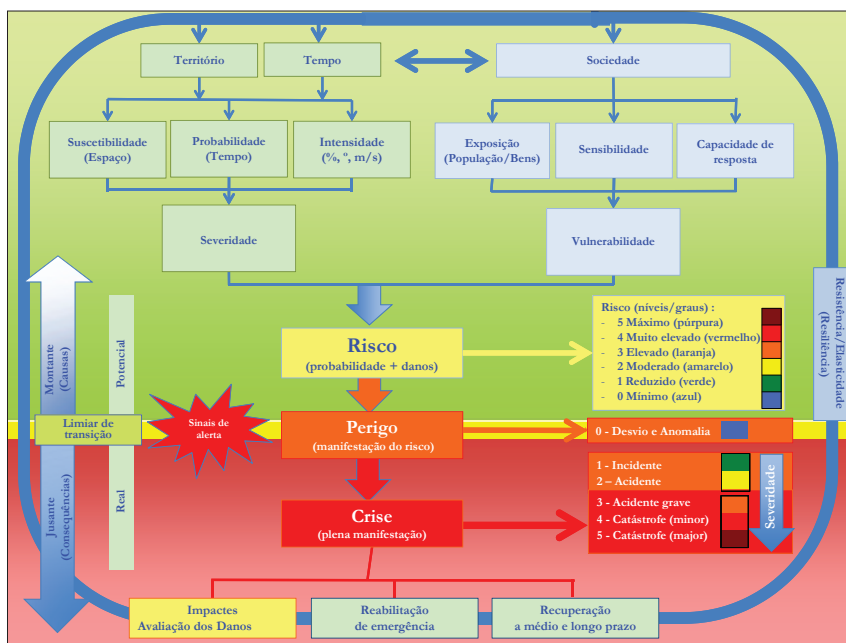 Território
Tempo
Sociedade
Suscetibilidade
(Espaço)
Probabilidade
(Tempo)
Intensidade
(%, º, m/s)
Exposição
(População/Bens)
Sensibilidade
Capacidade de
resposta
Severidade
Vulnerabilidade
Montante
(Causas)
Potencial
Risco
(probabilidade + danos)
Risco (níveis/graus) :
- 5 Máximo (púrpura)
- 4 Muito elevado (vermelho)
- 3 Elevado (laranja)
- 2 Moderado (amarelo)
- 1 Reduzido (verde)
- 0 Mínimo (azul)
Resistência/Elasticidade
(Resiliência)
Limiar de
transição
Sinais de
alerta
Perigo
(manifestação do risco)
0 - Desvio e Anomalia
Jusante
(Consequências)
Real
1 - Incidente
2 – Acidente
3 - Acidente grave
4 - Catástrofe (minor)
5 - Catástrofe (major)
Severidade
Crise
(plena manifestação)
Impactes
Avaliação dos Danos
Reabilitação
de emergência
Recuperação
a médio e longo prazo